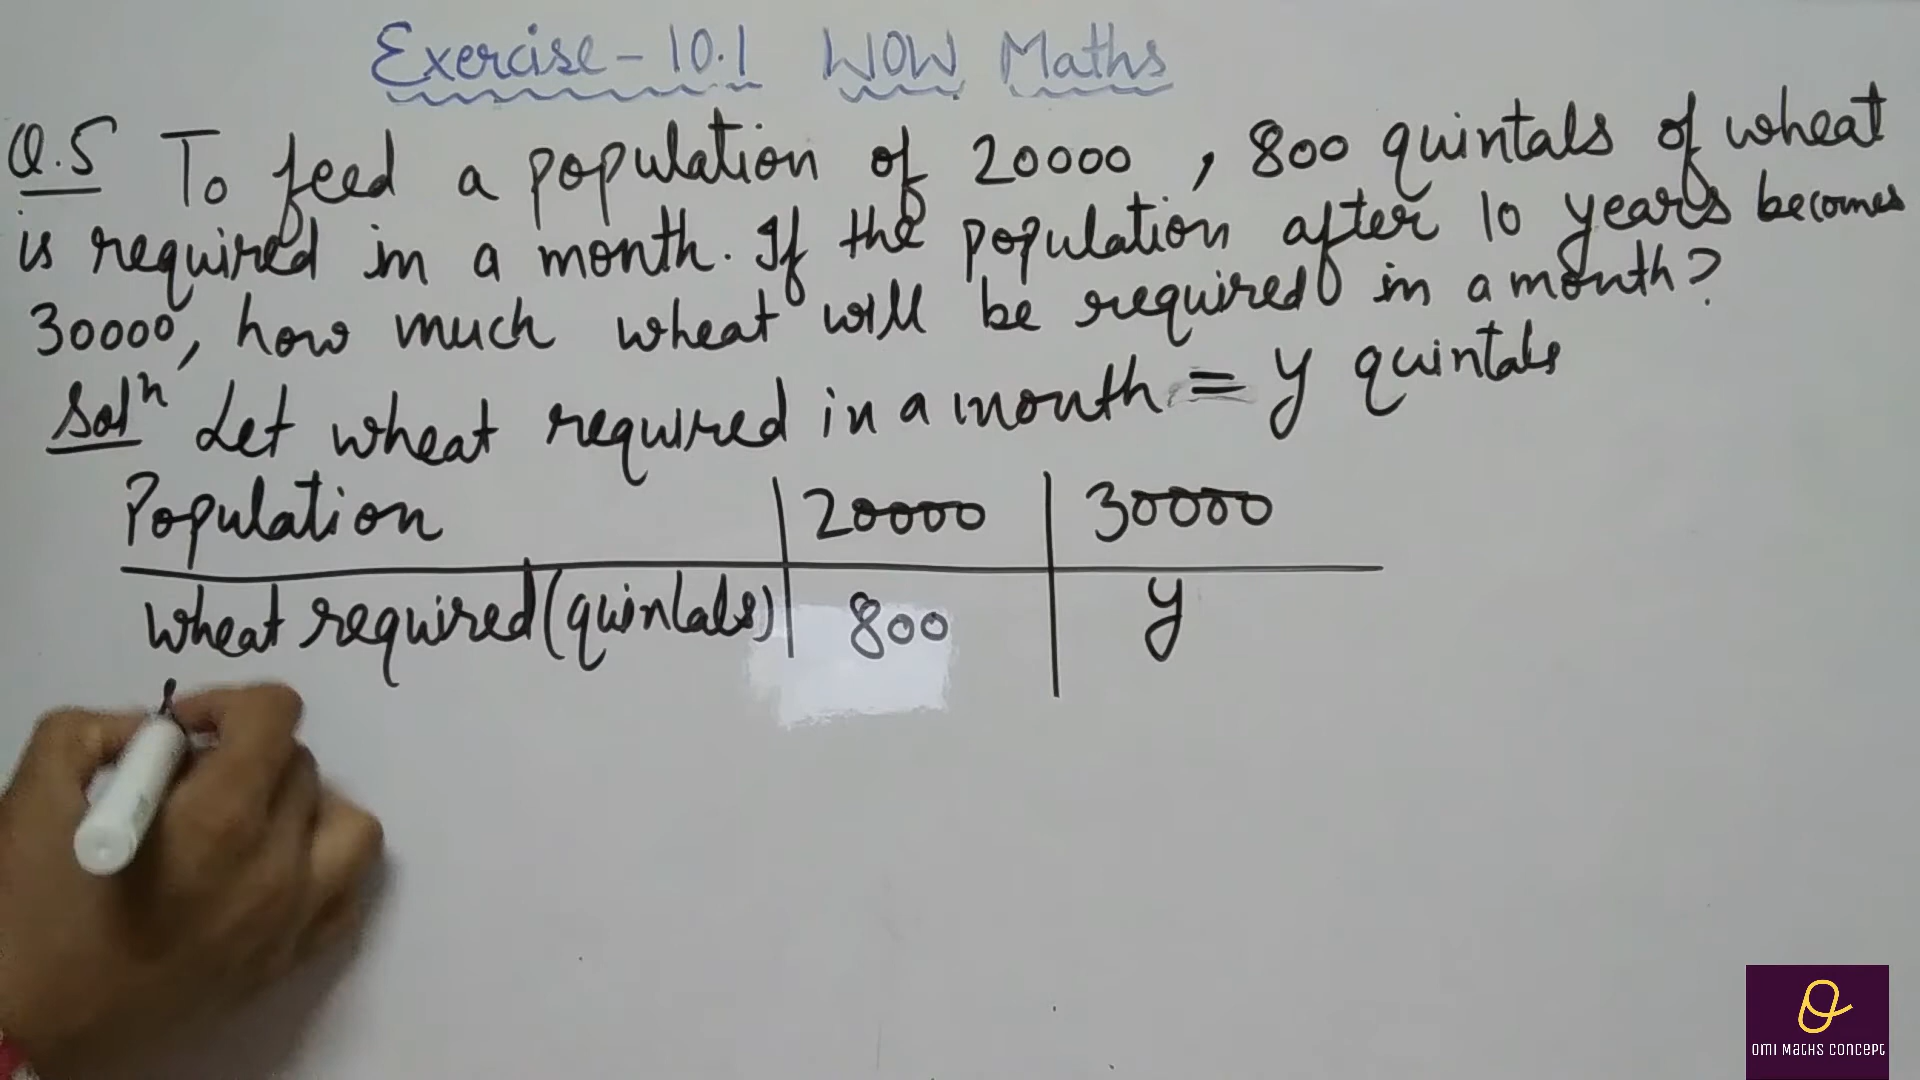 Exercise - 10.1 WOW Maths
Q.5 To feed a population of 20000, 800 quintals of wheat
is required in a month. If the population after 10 years becomes
30000, how much wheat will be required in a month?
Solⁿ Let wheat required in a month = y quintals
Population | 20000 | 30000
Wheat required (quintals) | 800 | y
OMI MATHS CONCEPT